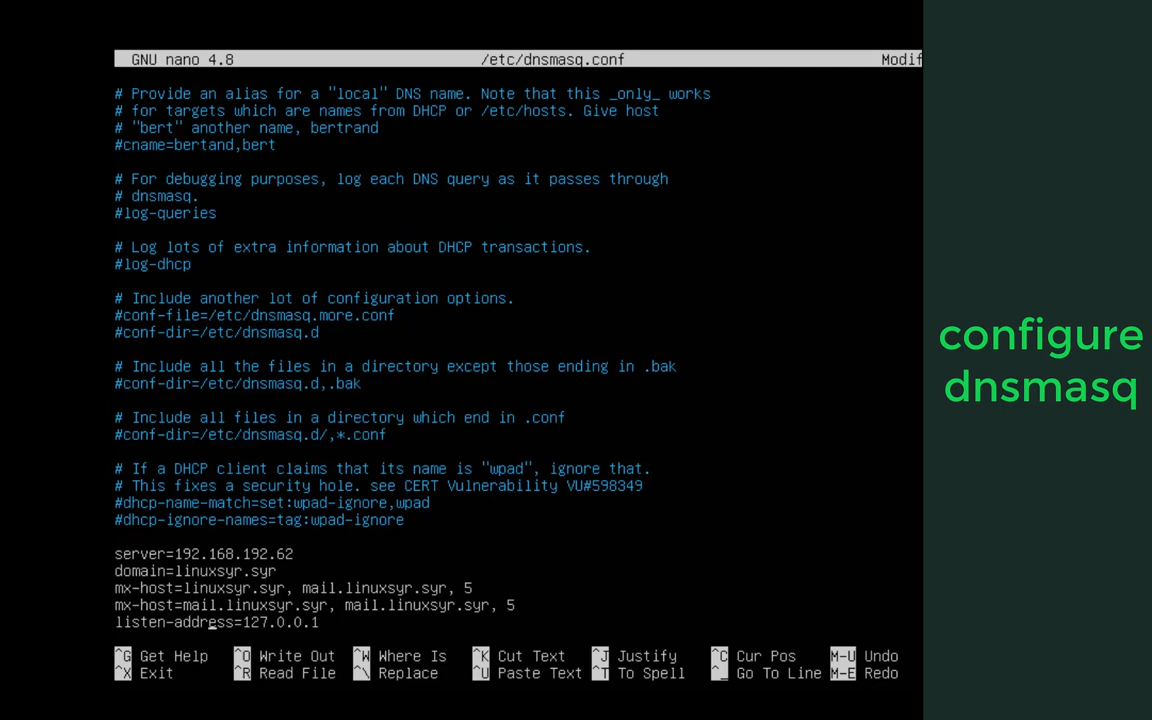 GNU nano 4.8 /etc/dnsmasq.conf Modif
# Provide an alias for a "local" DNS name. Note that this _only_ works
# for targets which are names from DHCP or /etc/hosts. Give host
# "bert" another name, bertrand
#cname=bertand,bert
# For debugging purposes, log each DNS query as it passes through
# dnsmasq.
#log-queries
# Log lots of extra information about DHCP transactions.
#log-dhcp
# Include another lot of configuration options.
#conf-file=/etc/dnsmasq.more.conf
#conf-dir=/etc/dnsmasq.d
# Include all the files in a directory except those ending in .bak
#conf-dir=/etc/dnsmasq.d,.bak
# Include all files in a directory which end in .conf
#conf-dir=/etc/dnsmasq.d/,*.conf
# If a DHCP client claims that its name is "wpad", ignore that.
# This fixes a security hole. see CERT Vulnerability VU#598349
#dhcp-name-match=set:wpad-ignore,wpad
#dhcp-ignore-names=tag:wpad-ignore
server=192.168.192.62
domain=linuxsyr.syr
mx-host=linuxsyr.syr, mail.linuxsyr.syr, 5
mx-host=mail.linuxsyr.syr, mail.linuxsyr.syr, 5
listen-address=127.0.0.1
^G Get Help ^O Write Out ^W Where Is ^K Cut Text ^J Justify ^C Cur Pos M-U Undo
^X Exit ^R Read File ^\ Replace ^U Paste Text ^T To Spell ^_ Go To Line M-E Redo
configure
dnsmasq